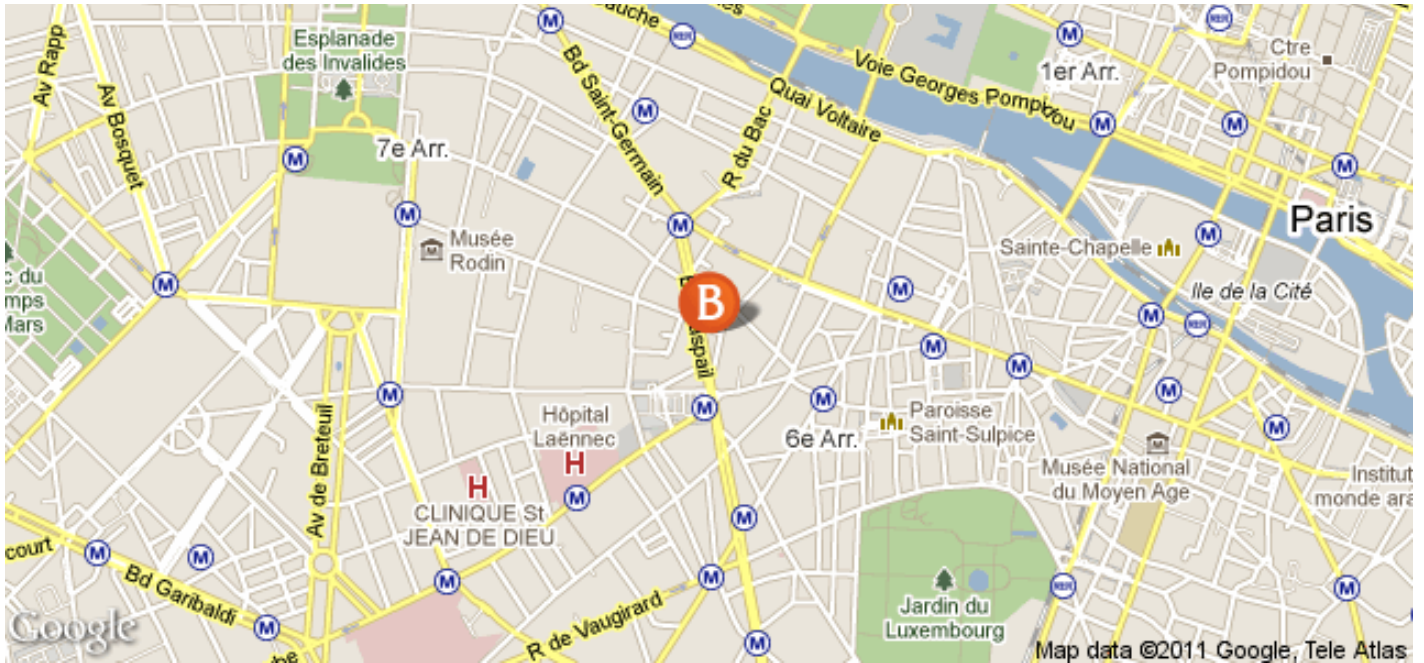 Esplanade
des Invalides
Av Rapp
Av Bosquet
7e Arr.
Bd Saint-Germain
R du Bac
Quai Voltaire
Voie Georges Pompidou
1er Arr.
Ctre
Pompidou
RER
M
Musée
Rodin
B
Paris
Sainte-Chapelle
Ile de la Cité
Mars
Hôpital
Laënnec
H
6e Arr.
Paroisse
Saint-Sulpice
Musée National
du Moyen Age
Institut
Av de Breteuil
H
CLINIQUE St
JEAN DE DIEU
Bd Garibaldi
R de Vaugirard
Jardin du
Luxembourg
Google
Map data ©2011 Google, Tele Atlas